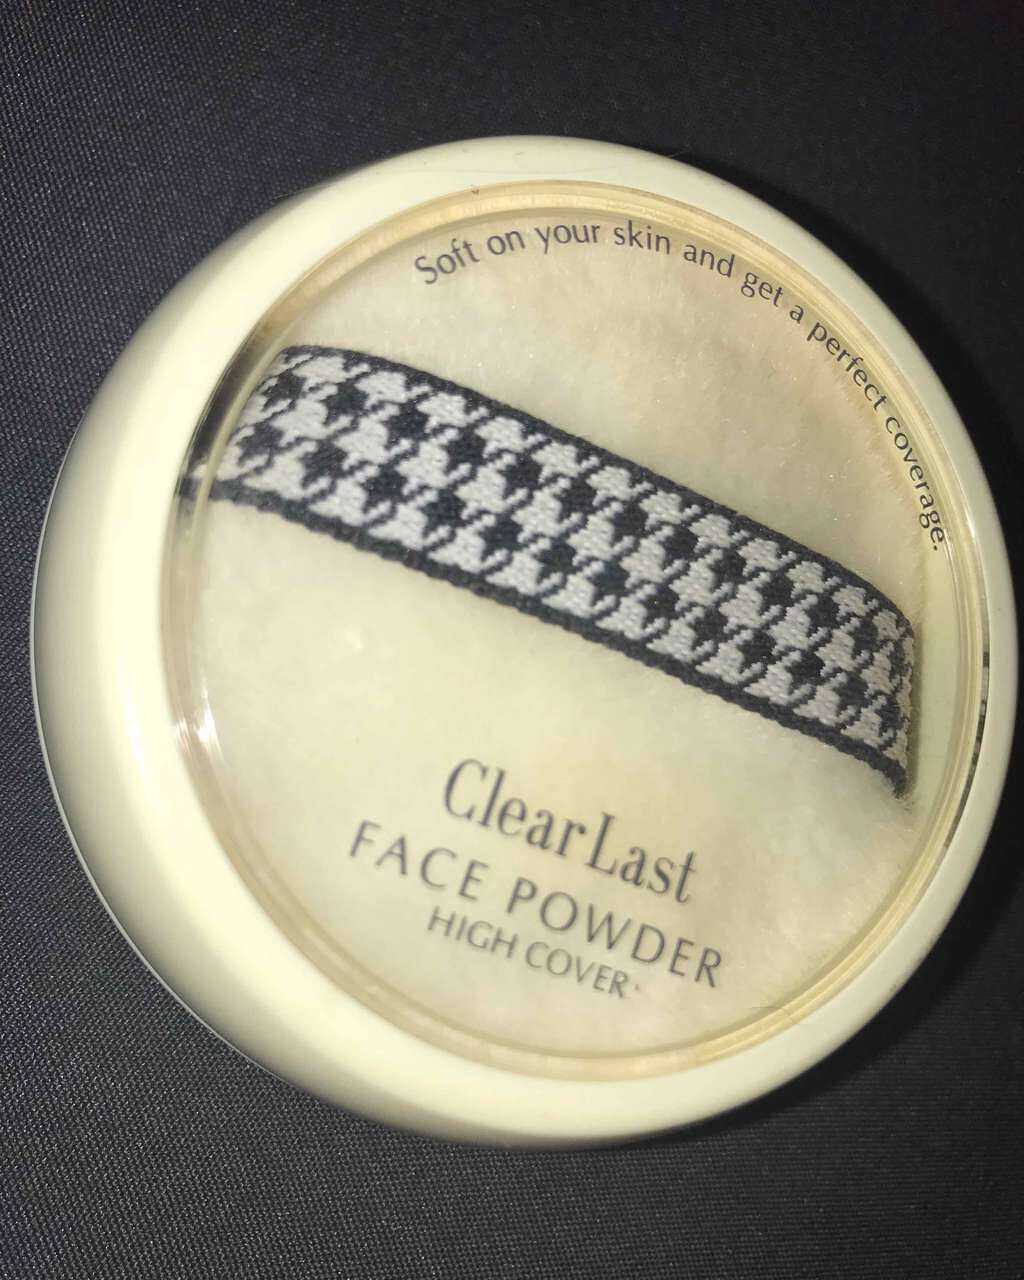 Soft on your skin and get a perfect coverage.
ClearLast
FACE POWDER
HIGH COVER